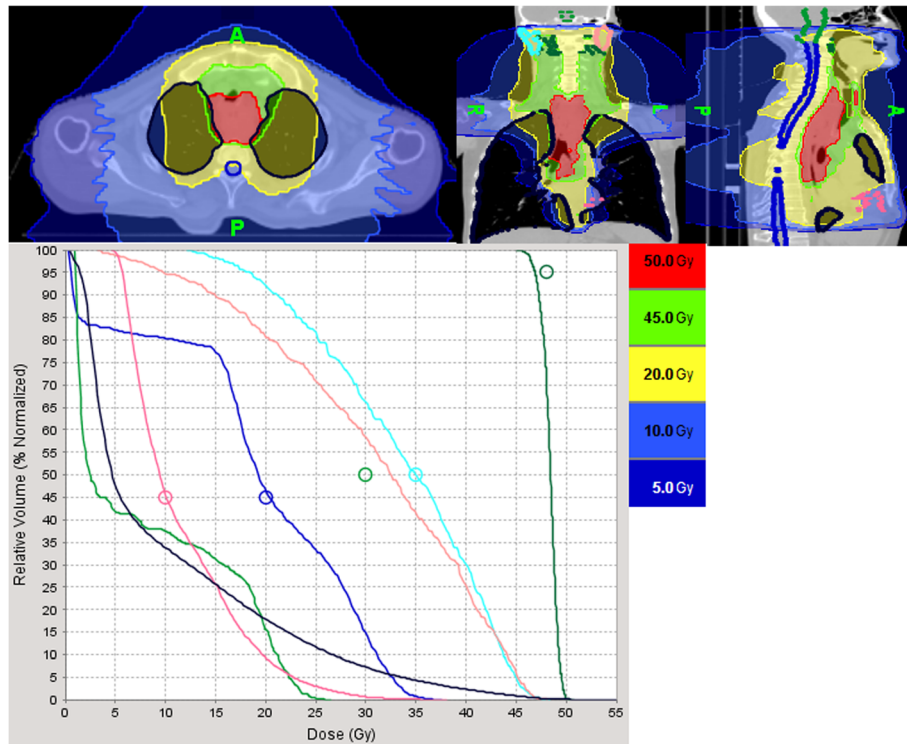 A
R
L
P
A
P
100
95
90
85
80
75
70
65
60
55
50
45
40
35
30
25
20
15
10
5
0
Relative Volume (% Normalized)
0 5 10 15 20 25 30 35 40 45 50 55
Dose (Gy)
50.0 Gy
45.0 Gy
20.0 Gy
10.0 Gy
5.0 Gy